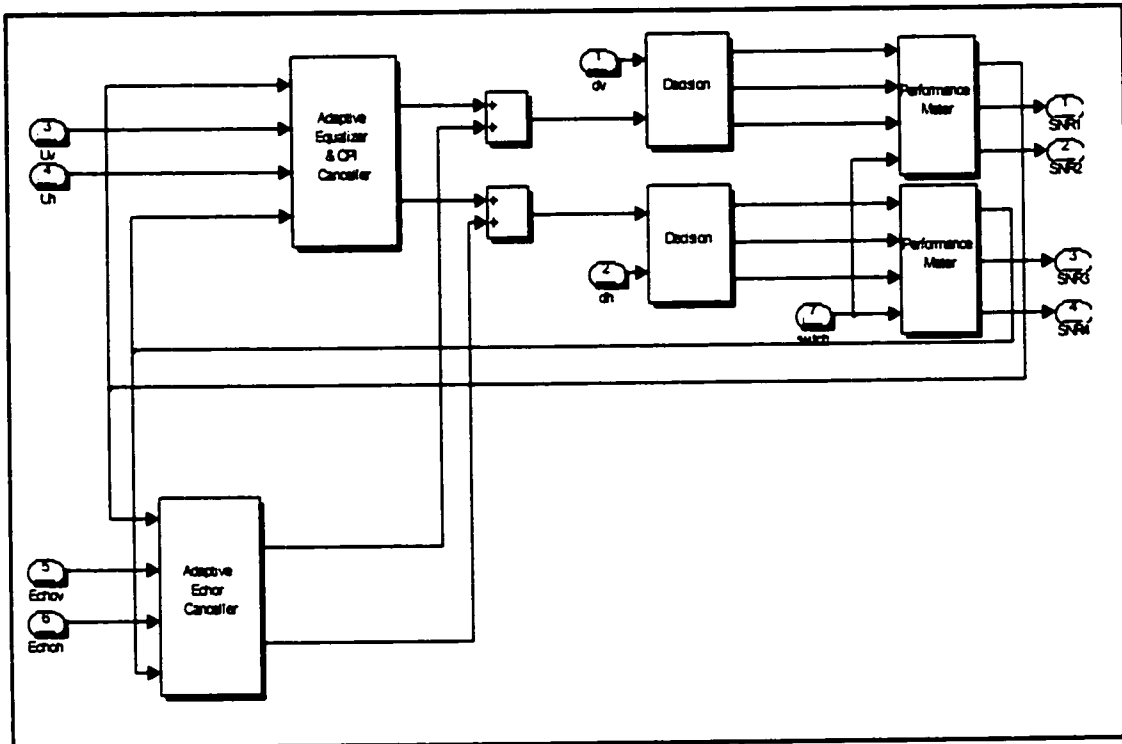 1
dv
Decision
Performance
Meter
1
SNR1
2
SNR2
Adaptive
Equalizer
& CPI
Canceller
+
+
3
Uv
4
Uh
+
+
Decision
2
dh
Performance
Meter
3
SNR3
4
SNR4
7
switch
5
Echov
6
Echoh
Adaptive
Echor
Canceller